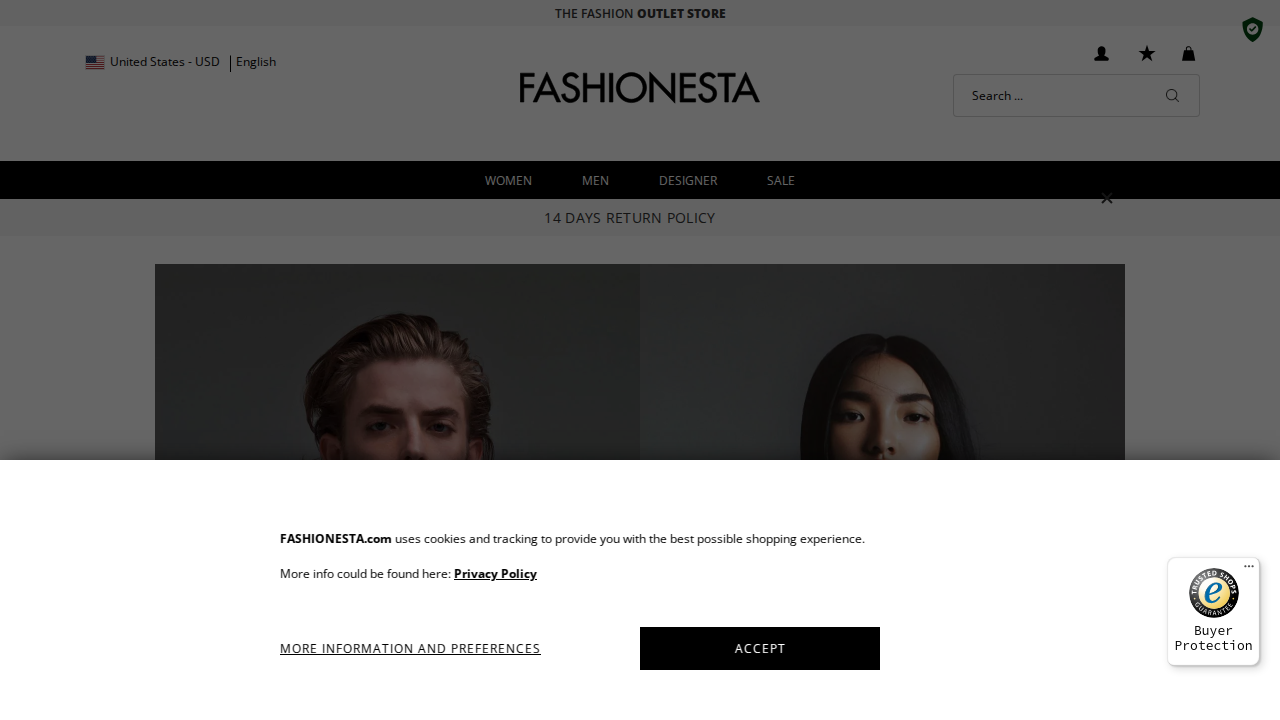 THE FASHION OUTLET STORE
United States - USD
English
FASHIONESTA
Search ...
WOMEN
MEN
DESIGNER
SALE
14 DAYS RETURN POLICY
FASHIONESTA.com uses cookies and tracking to provide you with the best possible shopping experience.
More info could be found here: Privacy Policy
MORE INFORMATION AND PREFERENCES
ACCEPT
TRUSTED SHOPS
GUARANTEE
Buyer
Protection